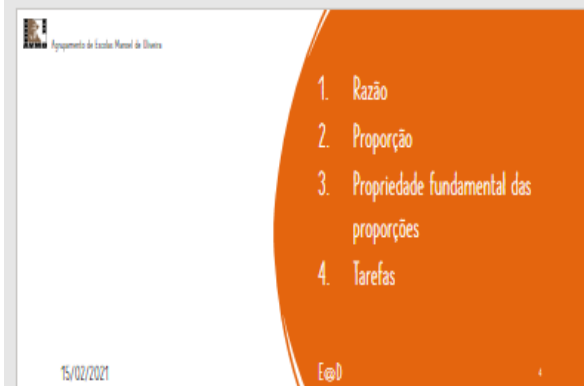 Agrupamento de Escolas Manoel de Oliveira
1. Razão
2. Proporção
3. Propriedade fundamental das
proporções
4. Tarefas
15/02/2021
E@D
4